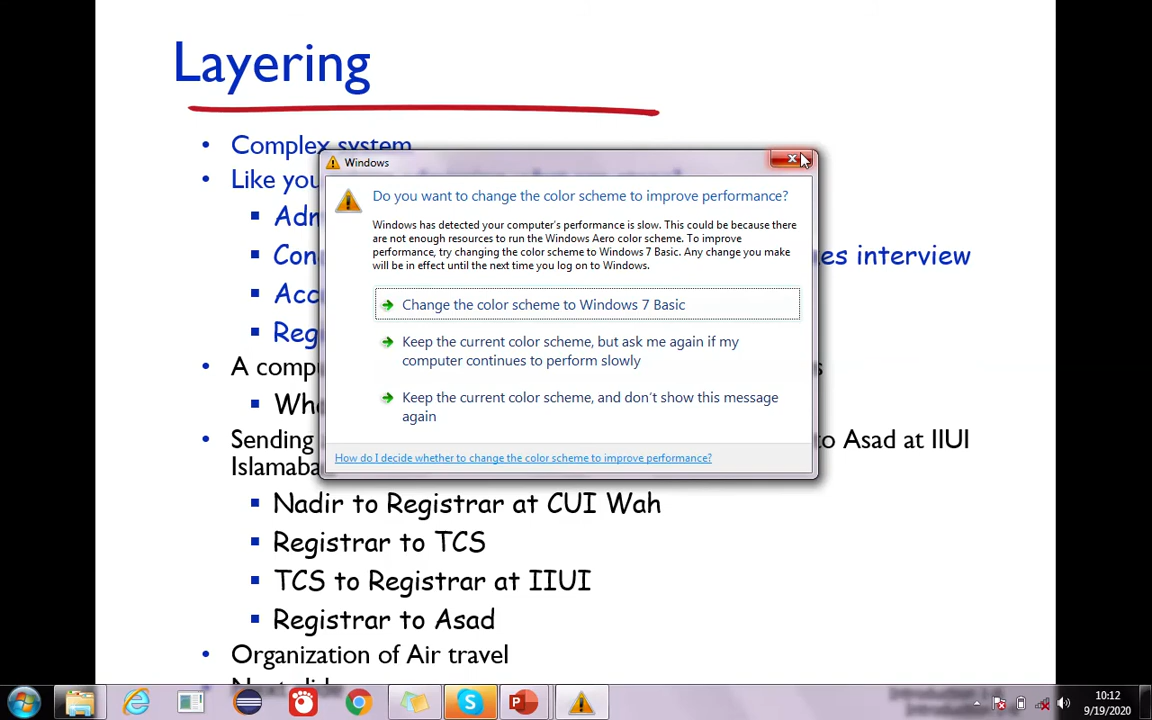 Layering
• Complex system
• Like you
▪ Adm
▪ Con es interview
▪ Acc
▪ Reg
• A compu s
▪ Whe
• Sending to Asad at IIUI
Islamaba
▪ Nadir to Registrar at CUI Wah
▪ Registrar to TCS
▪ TCS to Registrar at IIUI
▪ Registrar to Asad
• Organization of Air travel
Windows
Do you want to change the color scheme to improve performance?
Windows has detected your computer's performance is slow. This could be because there
are not enough resources to run the Windows Aero color scheme. To improve
performance, try changing the color scheme to Windows 7 Basic. Any change you make
will be in effect until the next time you log on to Windows.
Change the color scheme to Windows 7 Basic
Keep the current color scheme, but ask me again if my
computer continues to perform slowly
Keep the current color scheme, and don't show this message
again
How do I decide whether to change the color scheme to improve performance?
10:12
9/19/2020